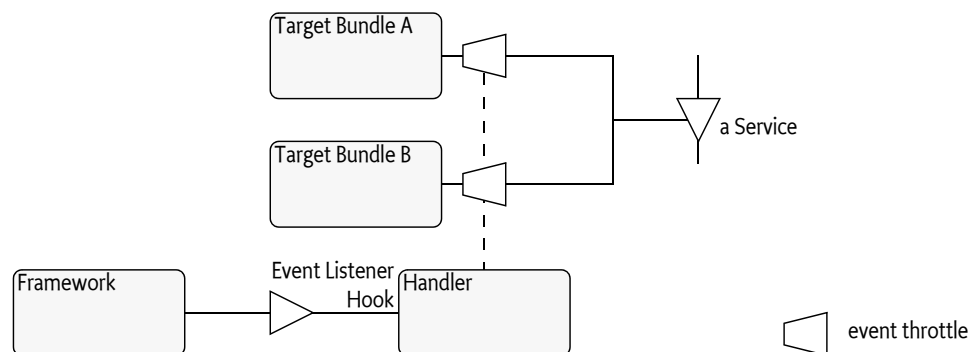 Target Bundle A
a Service
Target Bundle B
Event Listener
Hook
Framework
Handler
event throttle